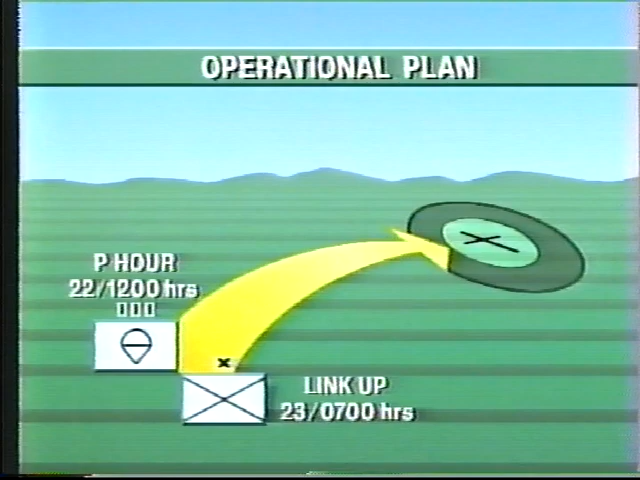 OPERATIONAL PLAN
P HOUR
22/1200 hrs
LINK UP
23/0700 hrs